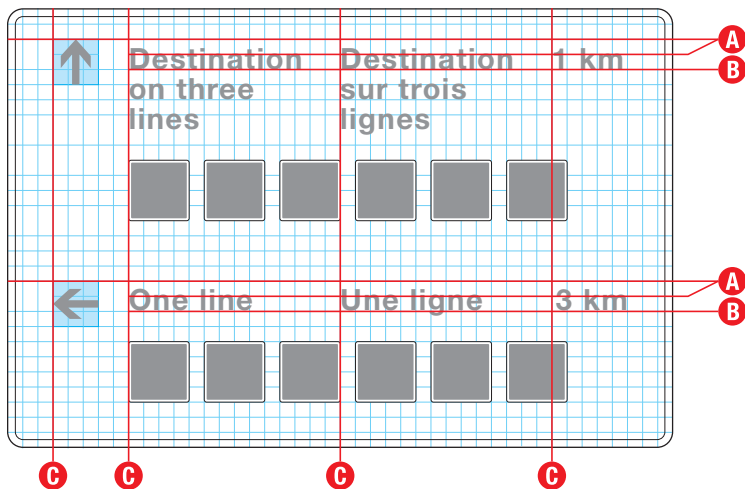 Destination Destination 1 km
on three sur trois
lines lignes
A
B
One line Une ligne 3 km
A
B
C C C C